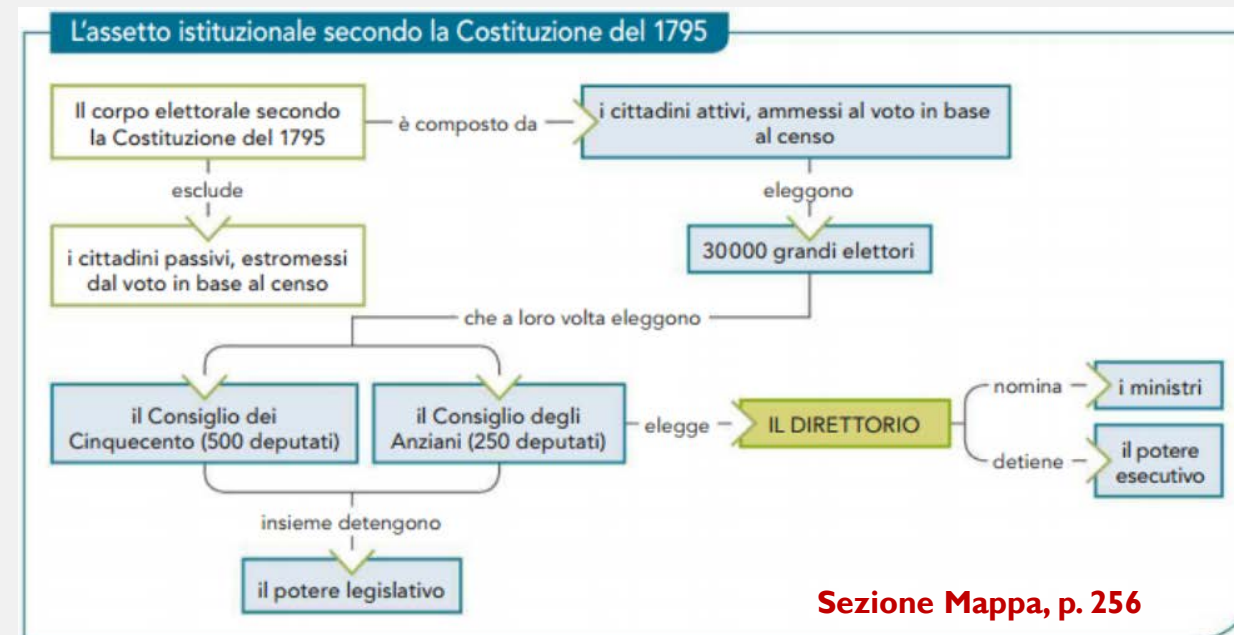 L'assetto istituzionale secondo la Costituzione del 1795
Il corpo elettorale secondo
la Costituzione del 1795
è composto da
i cittadini attivi, ammessi al voto in base
al censo
esclude
eleggono
i cittadini passivi, estromessi
dal voto in base al censo
30000 grandi elettori
che a loro volta eleggono
il Consiglio dei
Cinquecento (500 deputati)
il Consiglio degli
Anziani (250 deputati)
elegge
IL DIRETTORIO
nomina
i ministri
detiene
il potere
esecutivo
insieme detengono
il potere legislativo
Sezione Mappa, p. 256